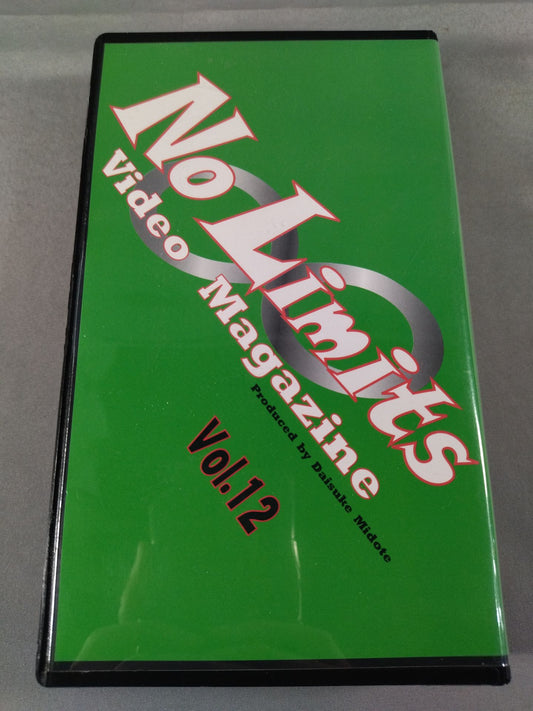 No Limits
Video Magazine
Produced by Daisuke Midote
Vol.12